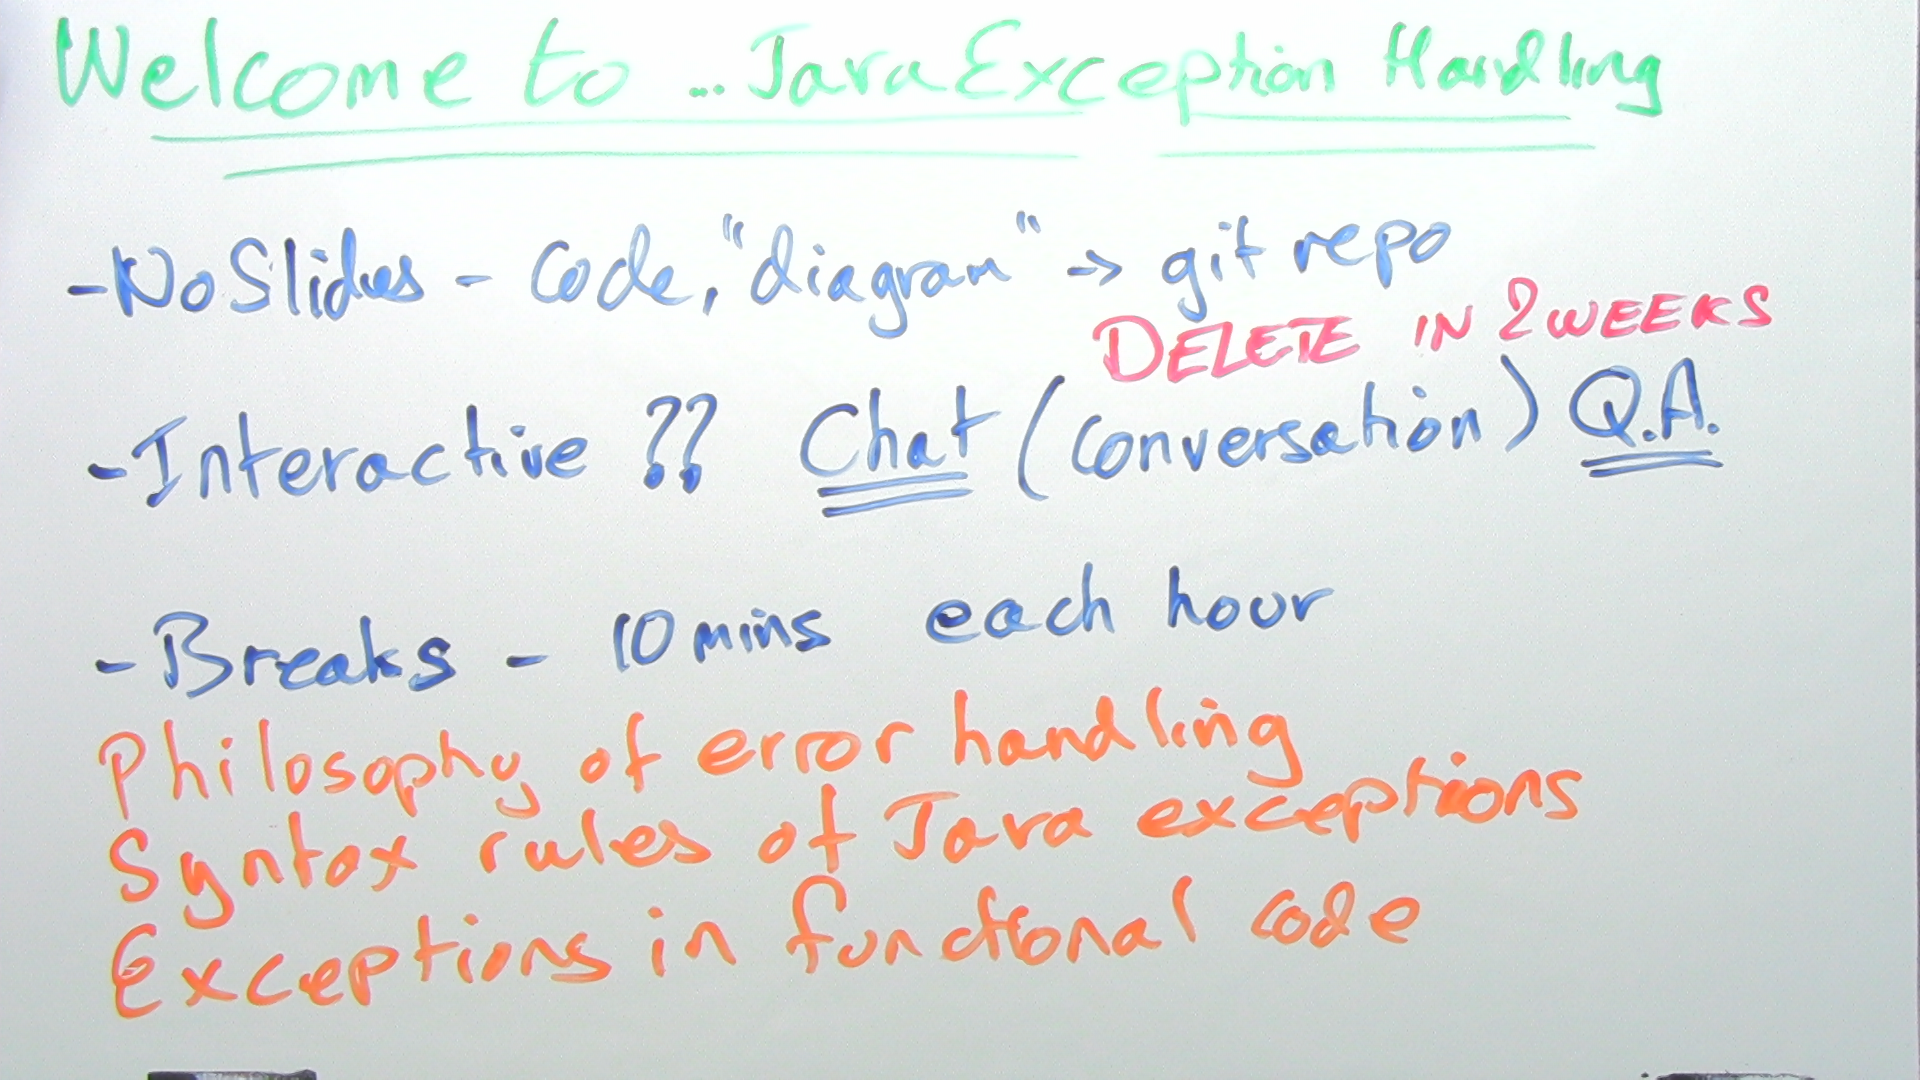 Welcome to ... Java Exception Handling
- No Slides - Code, "diagram" -> git repo
DELETE IN 2 WEEKS
- Interactive ?? Chat (conversation) Q.A.
- Breaks - 10 mins each hour
Philosophy of error handling
Syntax rules of Java exceptions
Exceptions in functional code